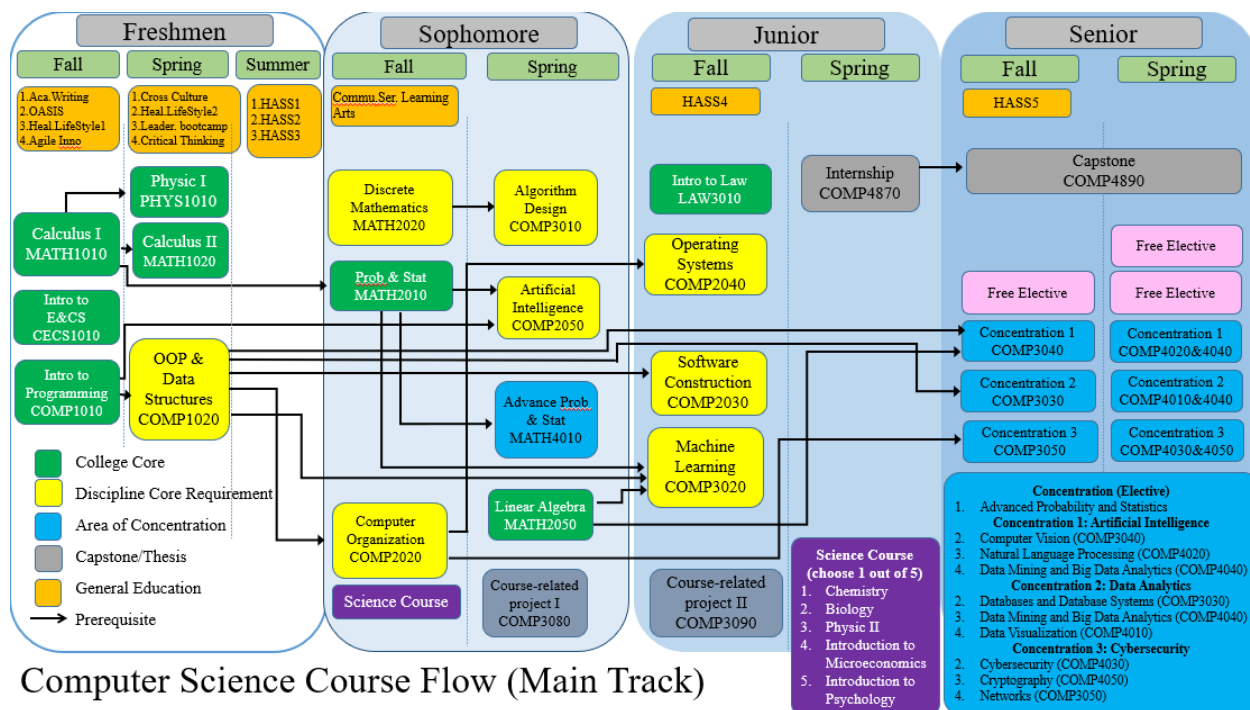 Freshmen
Fall
Spring
Summer
1.Aca.Writing
2.OASIS
3.Heal.LifeStyle1
4.Agile Inno
1.Cross Culture
2.Heal.LifeStyle2
3.Leader. bootcamp
4.Critical Thinking
1.HASS1
2.HASS2
3.HASS3
Physic I
PHYS1010
Calculus I
MATH1010
Calculus II
MATH1020
Intro to
E&CS
CECS1010
Intro to
Programming
COMP1010
OOP &
Data
Structures
COMP1020
College Core
Discipline Core Requirement
Area of Concentration
Capstone/Thesis
General Education
Prerequisite
Sophomore
Fall
Spring
Commu.Ser. Learning
Arts
Discrete
Mathematics
MATH2020
Algorithm
Design
COMP3010
Prob & Stat
MATH2010
Artificial
Intelligence
COMP2050
Advance Prob
& Stat
MATH4010
Linear Algebra
MATH2050
Computer
Organization
COMP2020
Science Course
Course-related
project I
COMP3080
Junior
Fall
Spring
HASS4
Intro to Law
LAW3010
Internship
COMP4870
Operating
Systems
COMP2040
Software
Construction
COMP2030
Machine
Learning
COMP3020
Course-related
project II
COMP3090
Science Course
(choose 1 out of 5)
1. Chemistry
2. Biology
3. Physic II
4. Introduction to
Microeconomics
5. Introduction to
Psychology
Senior
Fall
Spring
HASS5
Capstone
COMP4890
Free Elective
Free Elective
Free Elective
Concentration 1
COMP3040
Concentration 1
COMP4020&4040
Concentration 2
COMP3030
Concentration 2
COMP4010&4040
Concentration 3
COMP3050
Concentration 3
COMP4030&4050
Concentration (Elective)
1. Advanced Probability and Statistics
Concentration 1: Artificial Intelligence
2. Computer Vision (COMP3040)
3. Natural Language Processing (COMP4020)
4. Data Mining and Big Data Analytics (COMP4040)
Concentration 2: Data Analytics
2. Databases and Database Systems (COMP3030)
3. Data Mining and Big Data Analytics (COMP4040)
4. Data Visualization (COMP4010)
Concentration 3: Cybersecurity
2. Cybersecurity (COMP4030)
3. Cryptography (COMP4050)
4. Networks (COMP3050)
Computer Science Course Flow (Main Track)